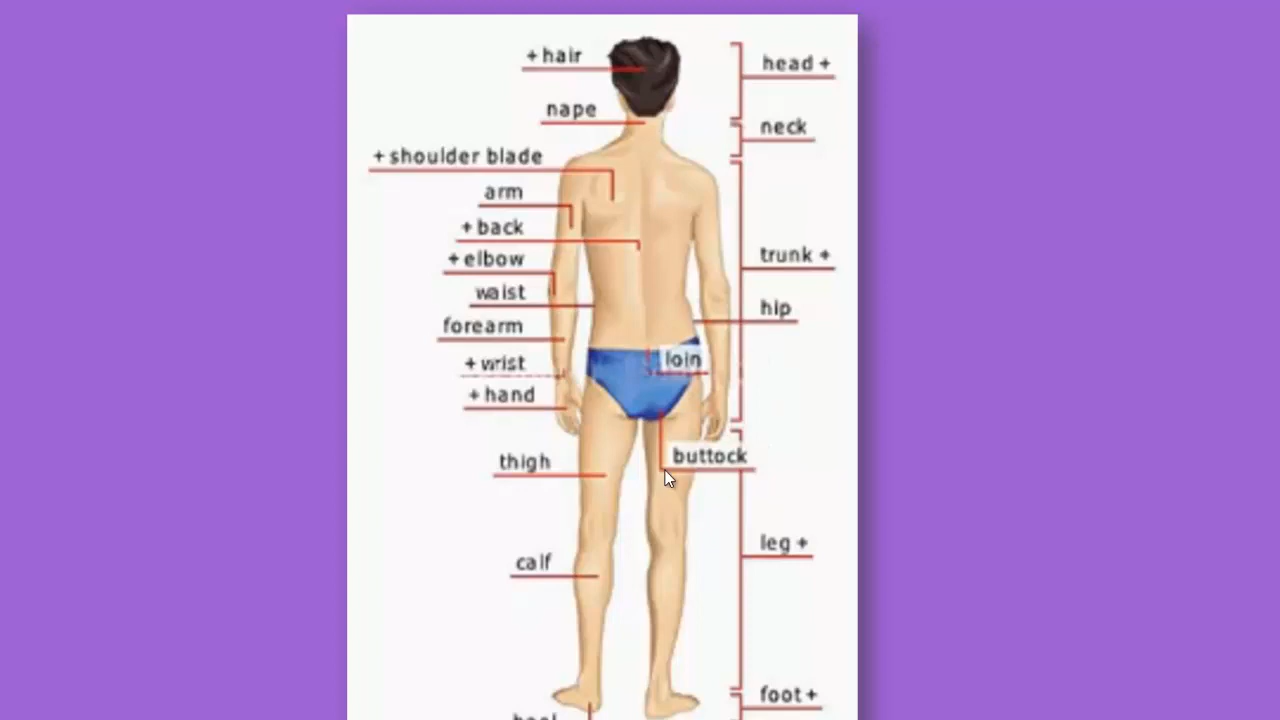 + hair
head +
nape
neck
+ shoulder blade
arm
+ back
+ elbow
trunk +
waist
hip
forearm
loin
+ wrist
+ hand
buttock
thigh
leg +
calf
foot +